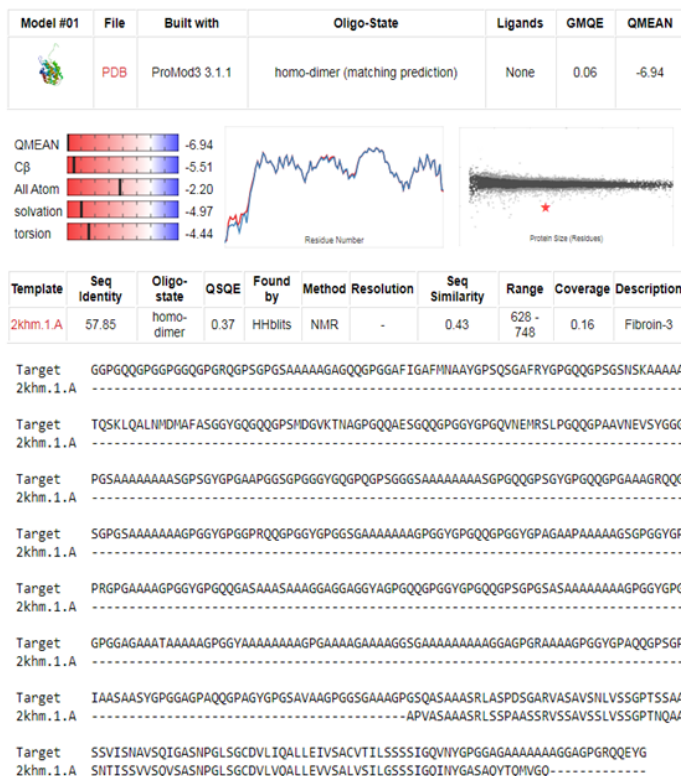 Model #01 File Built with Oligo-State Ligands GMQE QMEAN
PDB ProMod3 3.1.1 homo-dimer (matching prediction) None 0.06 -6.94
QMEAN -6.94
Cβ -5.51
All Atom -2.20
solvation -4.97
torsion -4.44
Residue Number
Protein Size (Residues)
Template Seq Identity Oligo-state QSQE Found by Method Resolution Seq Similarity Range Coverage Description
2khm.1.A 57.85 homo-dimer 0.37 HHblits NMR - 0.43 628 - 748 0.16 Fibroin-3
Target GGPGQQGPGGPGGQGPGRQGPSGPGSAAAAAAGAGQQGPGGAFIGAFMNAAYGPSQSGAFRYGPGQQGPSGSNSKAAAAA
2khm.1.A --------------------------------------------------------------------------------
Target TQSKLQALNMDMAFASGGYGQGQQGPSMDGVKTNAGPGQQAESGQQGPGGYGPGQVNEMRSLPGQQGPAAVNEVSYGGG
2khm.1.A --------------------------------------------------------------------------------
Target PGSAAAAAAAASGPSGYGPGAAPGGSGPGGGYGQGPQGPSGGGSAAAAAAAASGPGQQGPSGYGPGQQGPGAAAGRQQG
2khm.1.A --------------------------------------------------------------------------------
Target SGPGSAAAAAAAGPGGYGPGGPRQQGPGGYGPGGSGAAAAAAAGPGGYGPGQQGPGGYGPAGAAPAAAAAGSGPGGYGP
2khm.1.A --------------------------------------------------------------------------------
Target PRGPGAAAAGPGGYGPGQQGASAAASAAAGGAGGAGGYAGPGQQGPGGYGPGQQGPSGPGSASAAAAAAAAGPGGYGPG
2khm.1.A --------------------------------------------------------------------------------
Target GPGGAGAAATAAAAAGPGGYAAAAAAAAGPGAAAAGAAAAGGSGAAAAAAAAAGGAGPGRAAAAGPGGYGPAQQGPSGP
2khm.1.A --------------------------------------------------------------------------------
Target IAASAASYGPGGAGPAQQGPAGYGPGSAVAAGPGGSGAAAGPGSQASAAASRLASPDSGARVASAVSNLVSSGPTSSAA
2khm.1.A -----------------------------------------APVASAAASRLSSPAASSRVSSAVSSLVSSGPTNQAA
Target SSVISNAVSQIGASNPGLSGCDVLIQALLEIVSACVTILSSSSIGQVNYGPGGAGAAAAAAAGGAGPGRQQEYG
2khm.1.A SNTISSVVSQVSASNPGLSGCDVLVQALLEVVSALVSILGSSSIGQINYGASAQYTQMVGQ------------